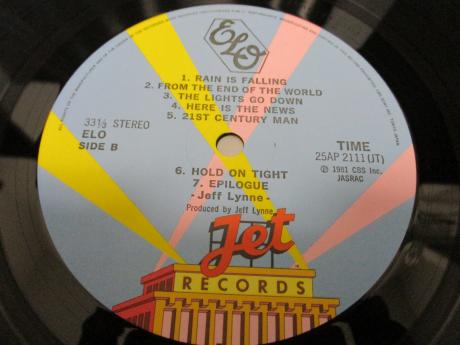 ELO
1. RAIN IS FALLING
2. FROM THE END OF THE WORLD
3. THE LIGHTS GO DOWN
4. HERE IS THE NEWS
5. 21ST CENTURY MAN
33⅓ STEREO
ELO
SIDE B
TIME
25AP 2111 (JT)
℗ 1981 CBS Inc.
JASRAC
6. HOLD ON TIGHT
7. EPILOGUE
-Jeff Lynne-
Produced by Jeff Lynne
Jet
RECORDS